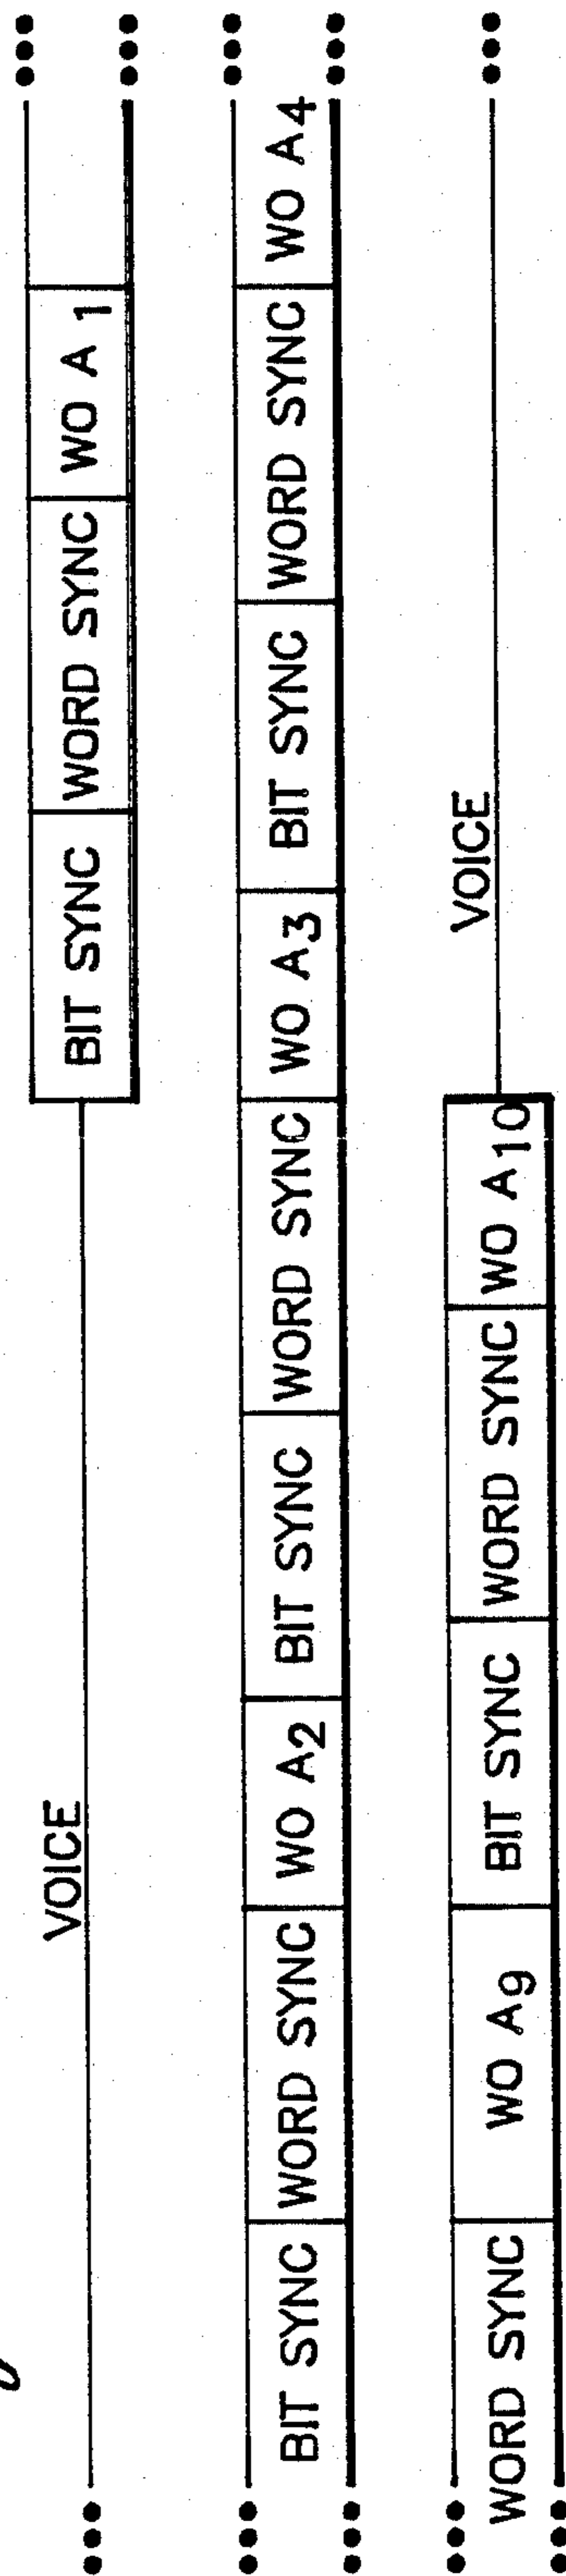 VOICE
BIT SYNC WORD SYNC WO A1
BIT SYNC WORD SYNC WO A2 BIT SYNC WORD SYNC WO A3 BIT SYNC WORD SYNC WO A4
WORD SYNC WO A9 BIT SYNC WORD SYNC WO A10
VOICE